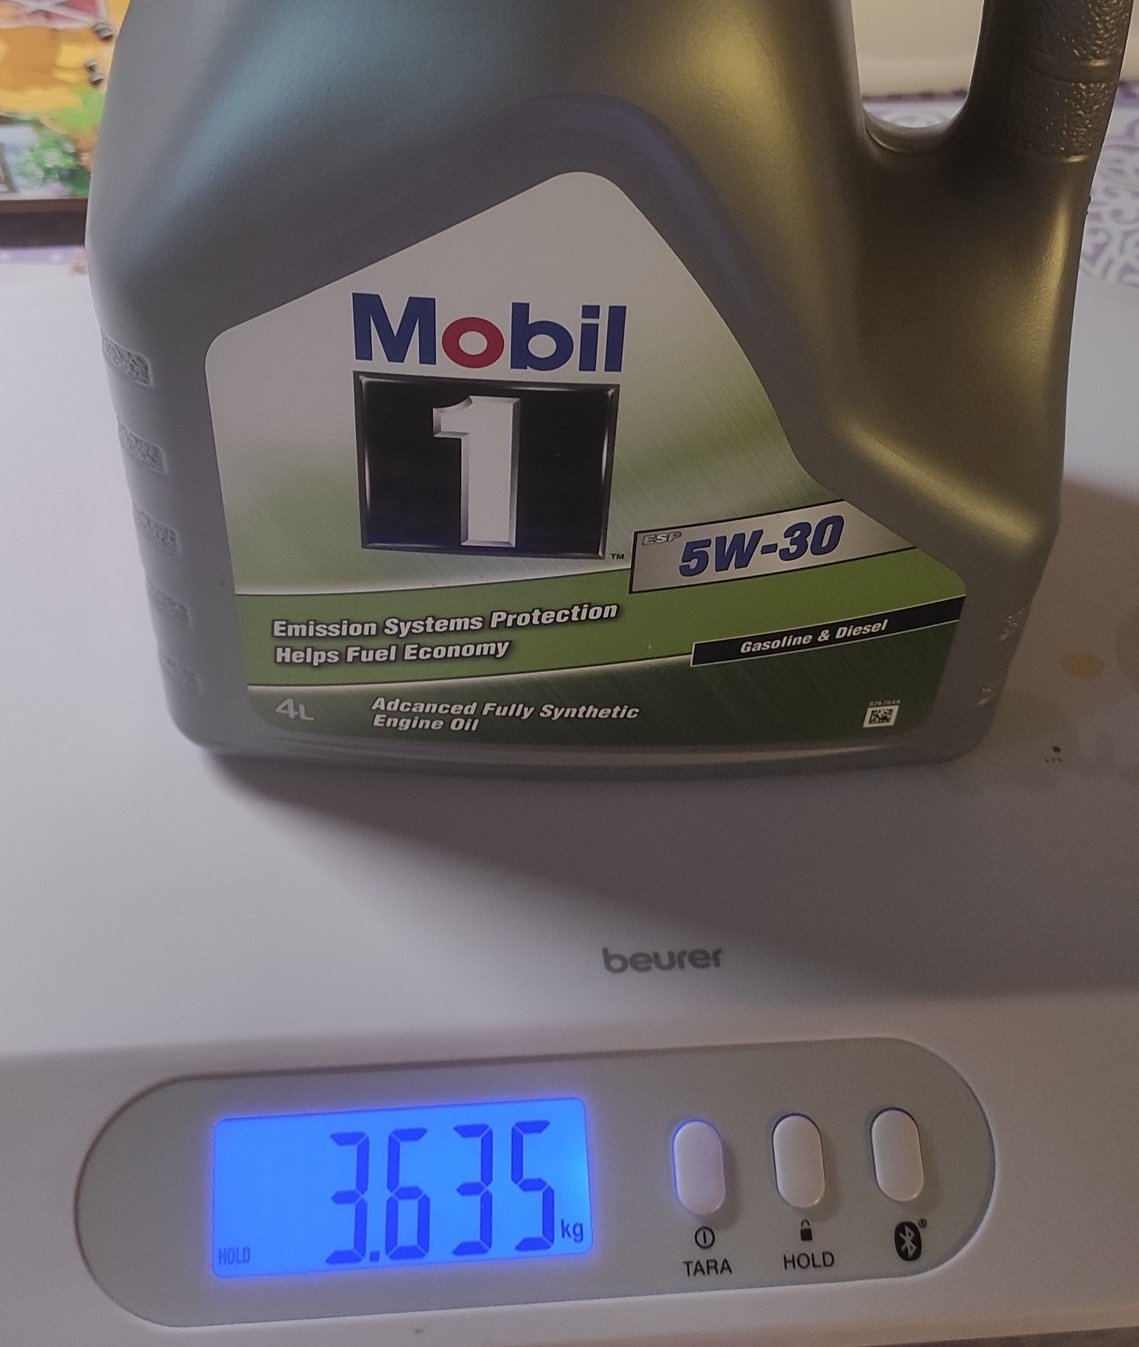 Mobil
1
TM
ESP 5W-30
Emission Systems Protection
Helps Fuel Economy
Gasoline & Diesel
4L
Adcanced Fully Synthetic
Engine Oil
beurer
3.635 kg
HOLD
TARA
HOLD
®